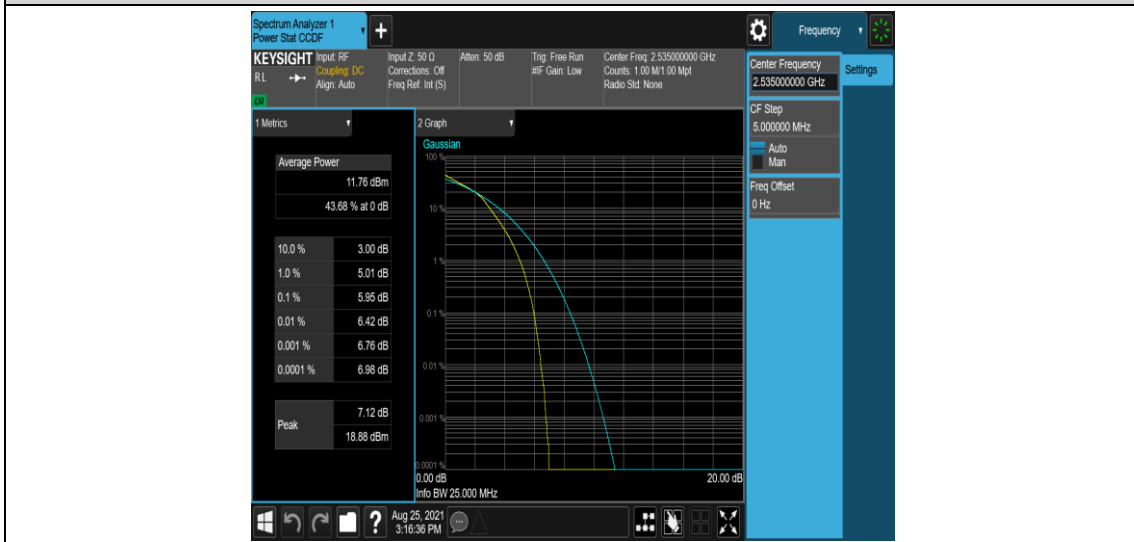 Spectrum Analyzer 1
Power Stat CCDF
+
Frequency
KEYSIGHT
RL
LXI
Input: RF
Coupling: DC
Align: Auto
Input Z: 50 Ω
Corrections: Off
Freq Ref: Int (S)
Atten: 50 dB
Trig: Free Run
#IF Gain: Low
Center Freq: 2.535000000 GHz
Counts: 1.00 M/1.00 Mpt
Radio Std: None
Center Frequency
2.535000000 GHz
Settings
CF Step
5.000000 MHz
Auto
Man
Freq Offset
0 Hz
1 Metrics
Average Power
11.76 dBm
43.68 % at 0 dB
10.0 % 3.00 dB
1.0 % 5.01 dB
0.1 % 5.95 dB
0.01 % 6.42 dB
0.001 % 6.76 dB
0.0001 % 6.98 dB
Peak 7.12 dB
18.88 dBm
2 Graph
Gaussian
100 %
10 %
1 %
0.1 %
0.01 %
0.001 %
0.0001 %
0.00 dB 20.00 dB
Info BW 25.000 MHz
?
Aug 25, 2021
3:16:36 PM